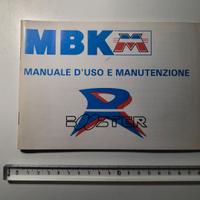 MBK
MANUALE D'USO E MANUTENZIONE
BOOSTER